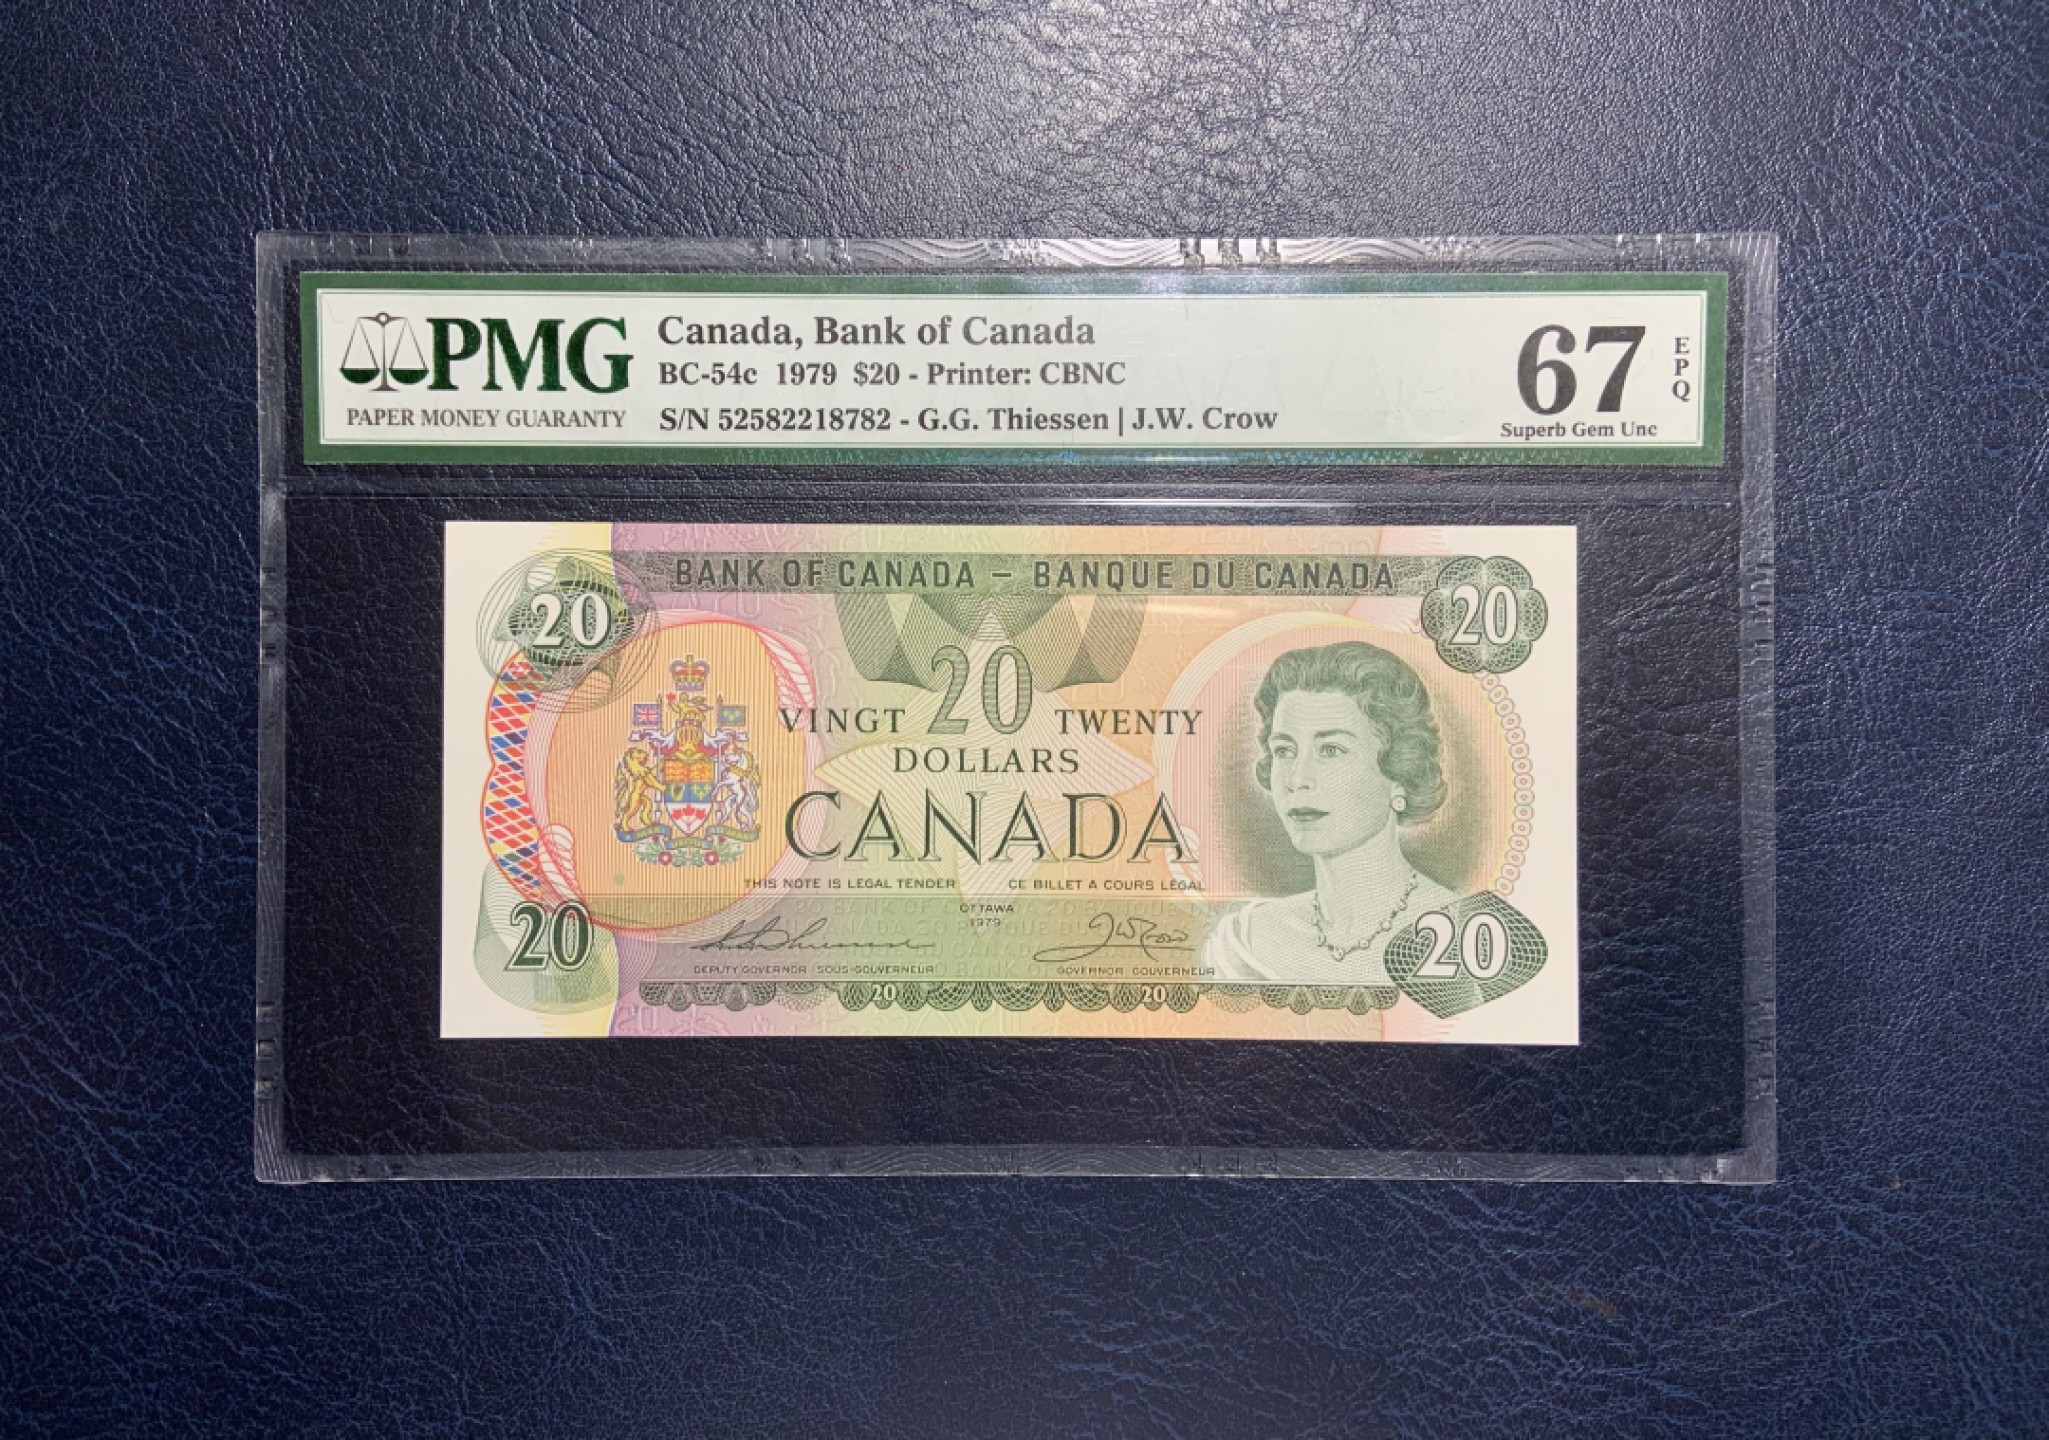 PMG
PAPER MONEY GUARANTY
Canada, Bank of Canada
BC-54c 1979 $20 - Printer: CBNC
S/N 52582218782 - G.G. Thiessen | J.W. Crow
67
EPQ
Superb Gem Unc
BANK OF CANADA – BANQUE DU CANADA
20
20
20
VINGT TWENTY
DOLLARS
CANADA
THIS NOTE IS LEGAL TENDER CE BILLET A COURS LÉGAL
OTTAWA
1979
20
20
DEPUTY GOVERNOR SOUS-GOUVERNEUR
GOVERNOR GOUVERNEUR
20
20